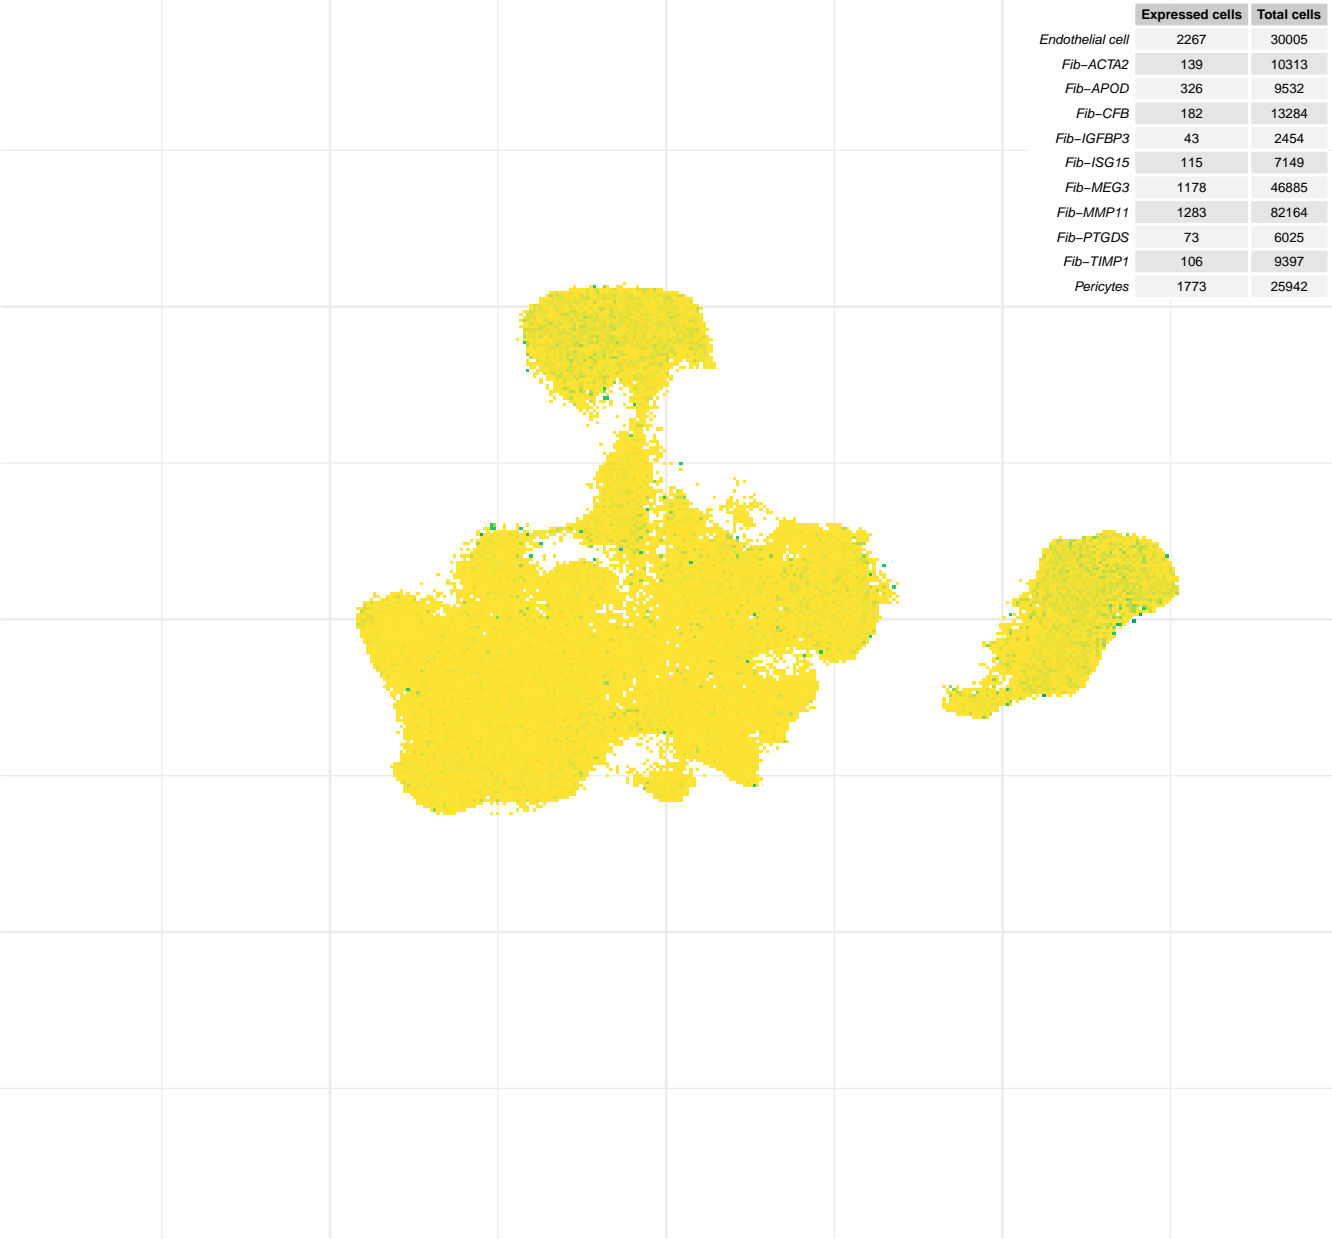 Expressed cells Total cells
Endothelial cell 2267 30005
Fib−ACTA2 139 10313
Fib−APOD 326 9532
Fib−CFB 182 13284
Fib−IGFBP3 43 2454
Fib−ISG15 115 7149
Fib−MEG3 1178 46885
Fib−MMP11 1283 82164
Fib−PTGDS 73 6025
Fib−TIMP1 106 9397
Pericytes 1773 25942